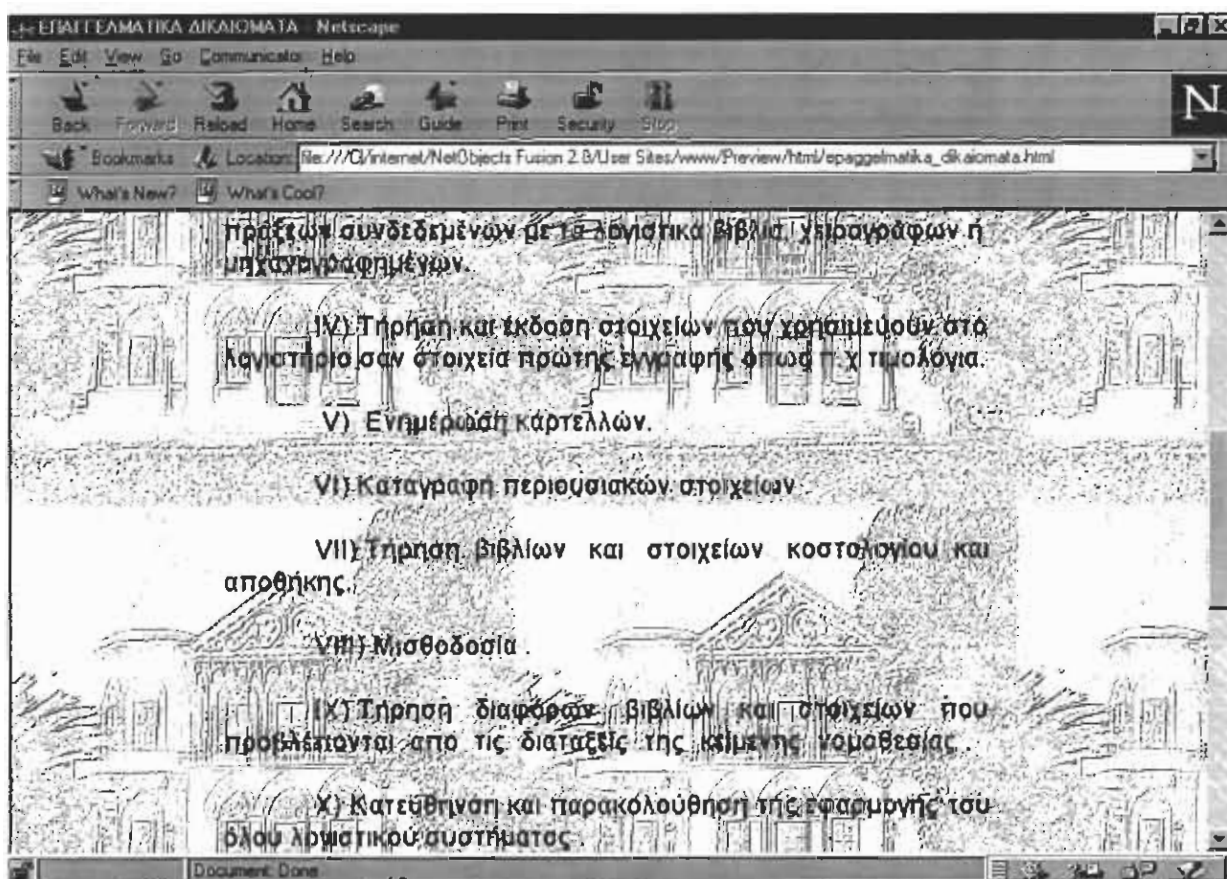 ΕΠΑΓΓΕΛΜΑΤΙΚΑ ΔΙΚΑΙΩΜΑΤΑ - Netscape
File Edit View Go Communicator Help
Back Forward Reload Home Search Guide Print Security Stop
N
Bookmarks Location: file:///C|/internet/NetObjects Fusion 2.0/User Sites/www/Preview/html/epaggelmatika_dikaiomata.html
What's New? What's Cool?
πράξεων συνδεδεμένων με τα λογιστικά βιβλία, χειρογράφων ή
μηχανογραφημένων.
IV) Τήρηση και έκδοση στοιχείων που χρησιμεύουν στο
λογιστήριο σαν στοιχεία πρώτης εγγραφής όπως π.χ τιμολόγια.
V) Ενημέρωση καρτελλών.
VI) Καταγραφή περιουσιακών στοιχείων
VII) Τήρηση βιβλίων και στοιχείων κοστολογίου και
αποθήκης.
VIII) Μισθοδοσία .
IX) Τήρηση διαφόρων βιβλίων και στοιχείων που
προβλέπονται απο τις διατάξεις της κείμενης νομοθεσίας .
X) Κατεύθηνση και παρακολούθηση της εφαρμογής του
όλου λογιστικού συστήματος .
Document: Done